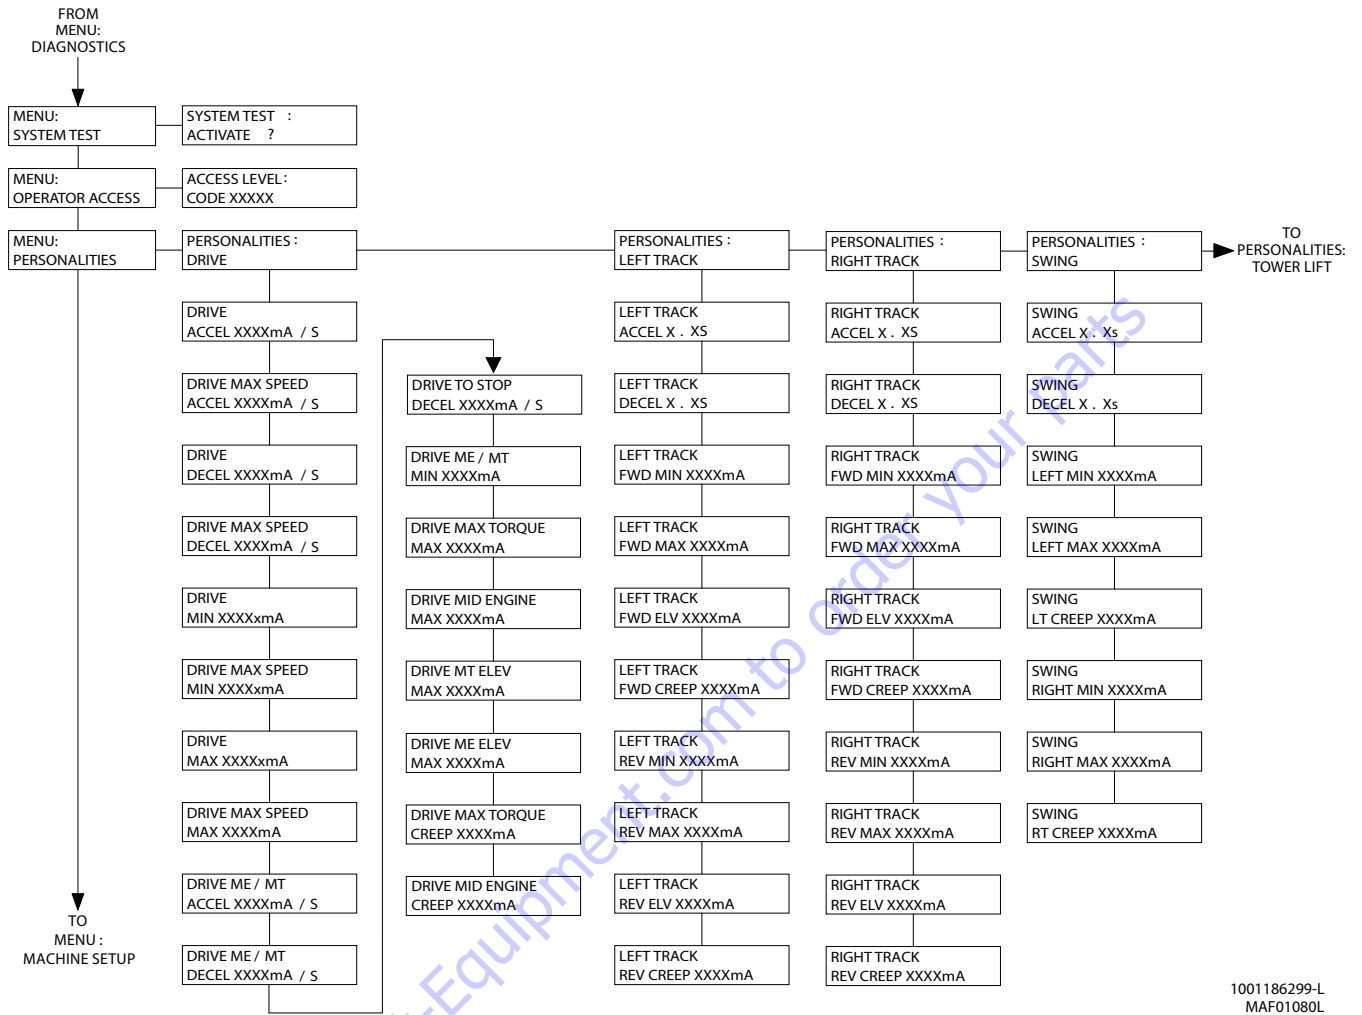 FROM
MENU:
DIAGNOSTICS
MENU:
SYSTEM TEST
SYSTEM TEST :
ACTIVATE ?
MENU:
OPERATOR ACCESS
ACCESS LEVEL:
CODE XXXXX
MENU:
PERSONALITIES
TO
MENU :
MACHINE SETUP
PERSONALITIES :
DRIVE
DRIVE
ACCEL XXXXmA / S
DRIVE MAX SPEED
ACCEL XXXXmA / S
DRIVE
DECEL XXXXmA / S
DRIVE MAX SPEED
DECEL XXXXmA / S
DRIVE
MIN XXXXxmA
DRIVE MAX SPEED
MIN XXXXxmA
DRIVE
MAX XXXXxmA
DRIVE MAX SPEED
MAX XXXXmA
DRIVE ME / MT
ACCEL XXXXmA / S
DRIVE ME / MT
DECEL XXXXmA / S
DRIVE TO STOP
DECEL XXXXmA / S
DRIVE ME / MT
MIN XXXXmA
DRIVE MAX TORQUE
MAX XXXXmA
DRIVE MID ENGINE
MAX XXXXmA
DRIVE MT ELEV
MAX XXXXmA
DRIVE ME ELEV
MAX XXXXmA
DRIVE MAX TORQUE
CREEP XXXXmA
DRIVE MID ENGINE
CREEP XXXXmA
PERSONALITIES :
LEFT TRACK
LEFT TRACK
ACCEL X . XS
LEFT TRACK
DECEL X . XS
LEFT TRACK
FWD MIN XXXXmA
LEFT TRACK
FWD MAX XXXXmA
LEFT TRACK
FWD ELV XXXXmA
LEFT TRACK
FWD CREEP XXXXmA
LEFT TRACK
REV MIN XXXXmA
LEFT TRACK
REV MAX XXXXmA
LEFT TRACK
REV ELV XXXXmA
LEFT TRACK
REV CREEP XXXXmA
PERSONALITIES :
RIGHT TRACK
RIGHT TRACK
ACCEL X . XS
RIGHT TRACK
DECEL X . XS
RIGHT TRACK
FWD MIN XXXXmA
RIGHT TRACK
FWD MAX XXXXmA
RIGHT TRACK
FWD ELV XXXXmA
RIGHT TRACK
FWD CREEP XXXXmA
RIGHT TRACK
REV MIN XXXXmA
RIGHT TRACK
REV MAX XXXXmA
RIGHT TRACK
REV ELV XXXXmA
RIGHT TRACK
REV CREEP XXXXmA
PERSONALITIES :
SWING
SWING
ACCEL X . Xs
SWING
DECEL X . Xs
SWING
LEFT MIN XXXXmA
SWING
LEFT MAX XXXXmA
SWING
LT CREEP XXXXmA
SWING
RIGHT MIN XXXXmA
SWING
RIGHT MAX XXXXmA
SWING
RT CREEP XXXXmA
TO
PERSONALITIES:
TOWER LIFT
-Equipment.com to order your parts
1001186299-L
MAF01080L